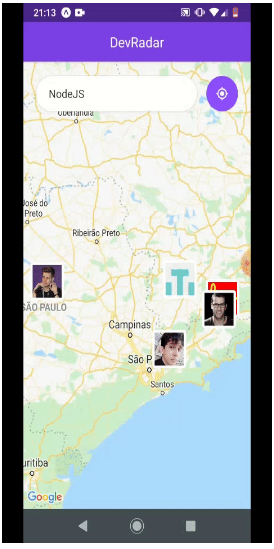 21:13
DevRadar
NodeJS
Uberlândia
José do
Preto
Ribeirão Preto
SÃO PAULO
Campinas
São P
Santos
uritiba
Google